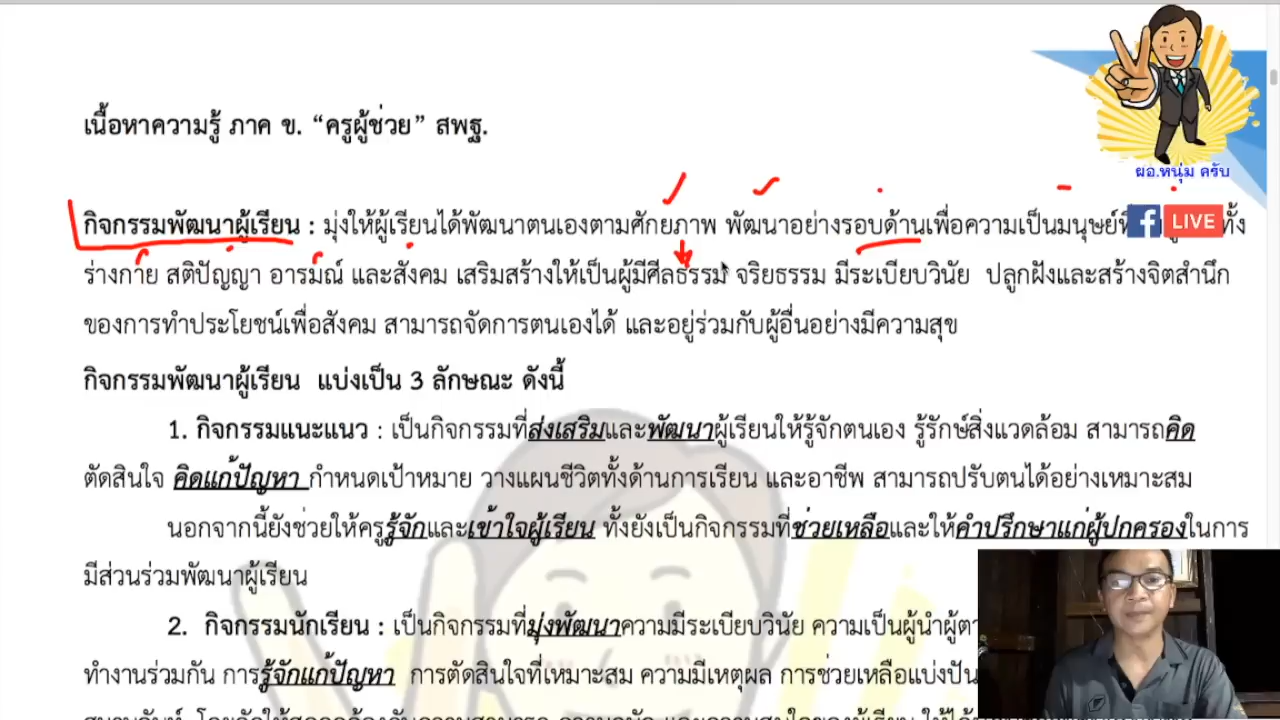 เนื้อหาความรู้ ภาค ข. “ครูผู้ช่วย” สพฐ.
ผอ.หนุ่ม ครับ
กิจกรรมพัฒนาผู้เรียน : มุ่งให้ผู้เรียนได้พัฒนาตนเองตามศักยภาพ พัฒนาอย่างรอบด้านเพื่อความเป็นมนุษย์ ทั้ง
f LIVE
ร่างกาย สติปัญญา อารมณ์ และสังคม เสริมสร้างให้เป็นผู้มีศีลธรรม จริยธรรม มีระเบียบวินัย ปลูกฝังและสร้างจิตสำนึก
ของการทำประโยชน์เพื่อสังคม สามารถจัดการตนเองได้ และอยู่ร่วมกับผู้อื่นอย่างมีความสุข
กิจกรรมพัฒนาผู้เรียน แบ่งเป็น 3 ลักษณะ ดังนี้
1. กิจกรรมแนะแนว : เป็นกิจกรรมที่ส่งเสริมและพัฒนาผู้เรียนให้รู้จักตนเอง รู้รักษ์สิ่งแวดล้อม สามารถคิด
ตัดสินใจ คิดแก้ปัญหา กำหนดเป้าหมาย วางแผนชีวิตทั้งด้านการเรียน และอาชีพ สามารถปรับตนได้อย่างเหมาะสม
นอกจากนี้ยังช่วยให้ครูรู้จักและเข้าใจผู้เรียน ทั้งยังเป็นกิจกรรมที่ช่วยเหลือและให้คำปรึกษาแก่ผู้ปกครองในการ
มีส่วนร่วมพัฒนาผู้เรียน
2. กิจกรรมนักเรียน : เป็นกิจกรรมที่มุ่งพัฒนาความมีระเบียบวินัย ความเป็นผู้นำผู้ตา
ทำงานร่วมกัน การรู้จักแก้ปัญหา การตัดสินใจที่เหมาะสม ความมีเหตุผล การช่วยเหลือแบ่งปัน